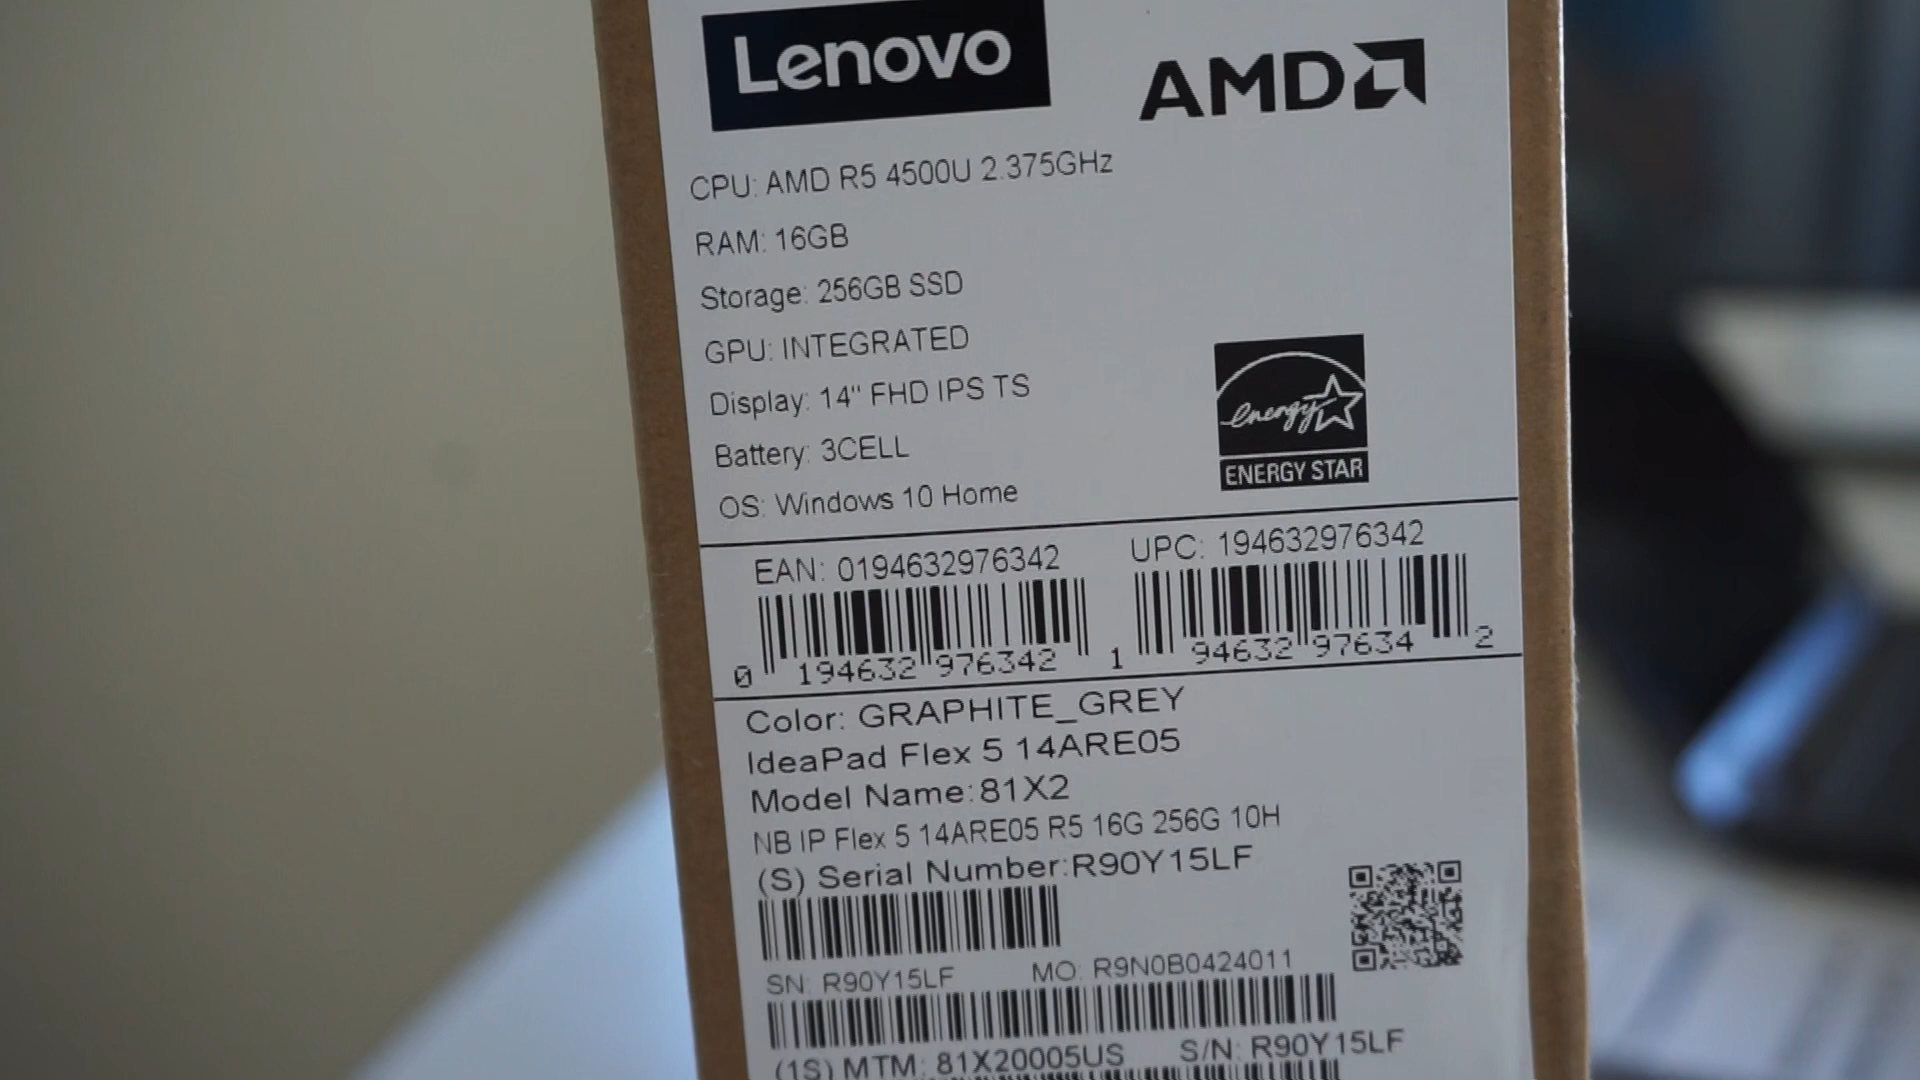 Lenovo
AMD
CPU: AMD R5 4500U 2.375GHz
RAM: 16GB
Storage: 256GB SSD
GPU: INTEGRATED
Display: 14" FHD IPS TS
Battery: 3CELL
OS: Windows 10 Home
energy
ENERGY STAR
EAN: 0194632976342
UPC: 194632976342
0 194632 976342
1 94632 97634 2
Color: GRAPHITE_GREY
IdeaPad Flex 5 14ARE05
Model Name:81X2
NB IP Flex 5 14ARE05 R5 16G 256G 10H
(S) Serial Number:R90Y15LF
SN: R90Y15LF MO: R9N0B0424011
(1S) MTM: 81X20005US S/N: R90Y15LF